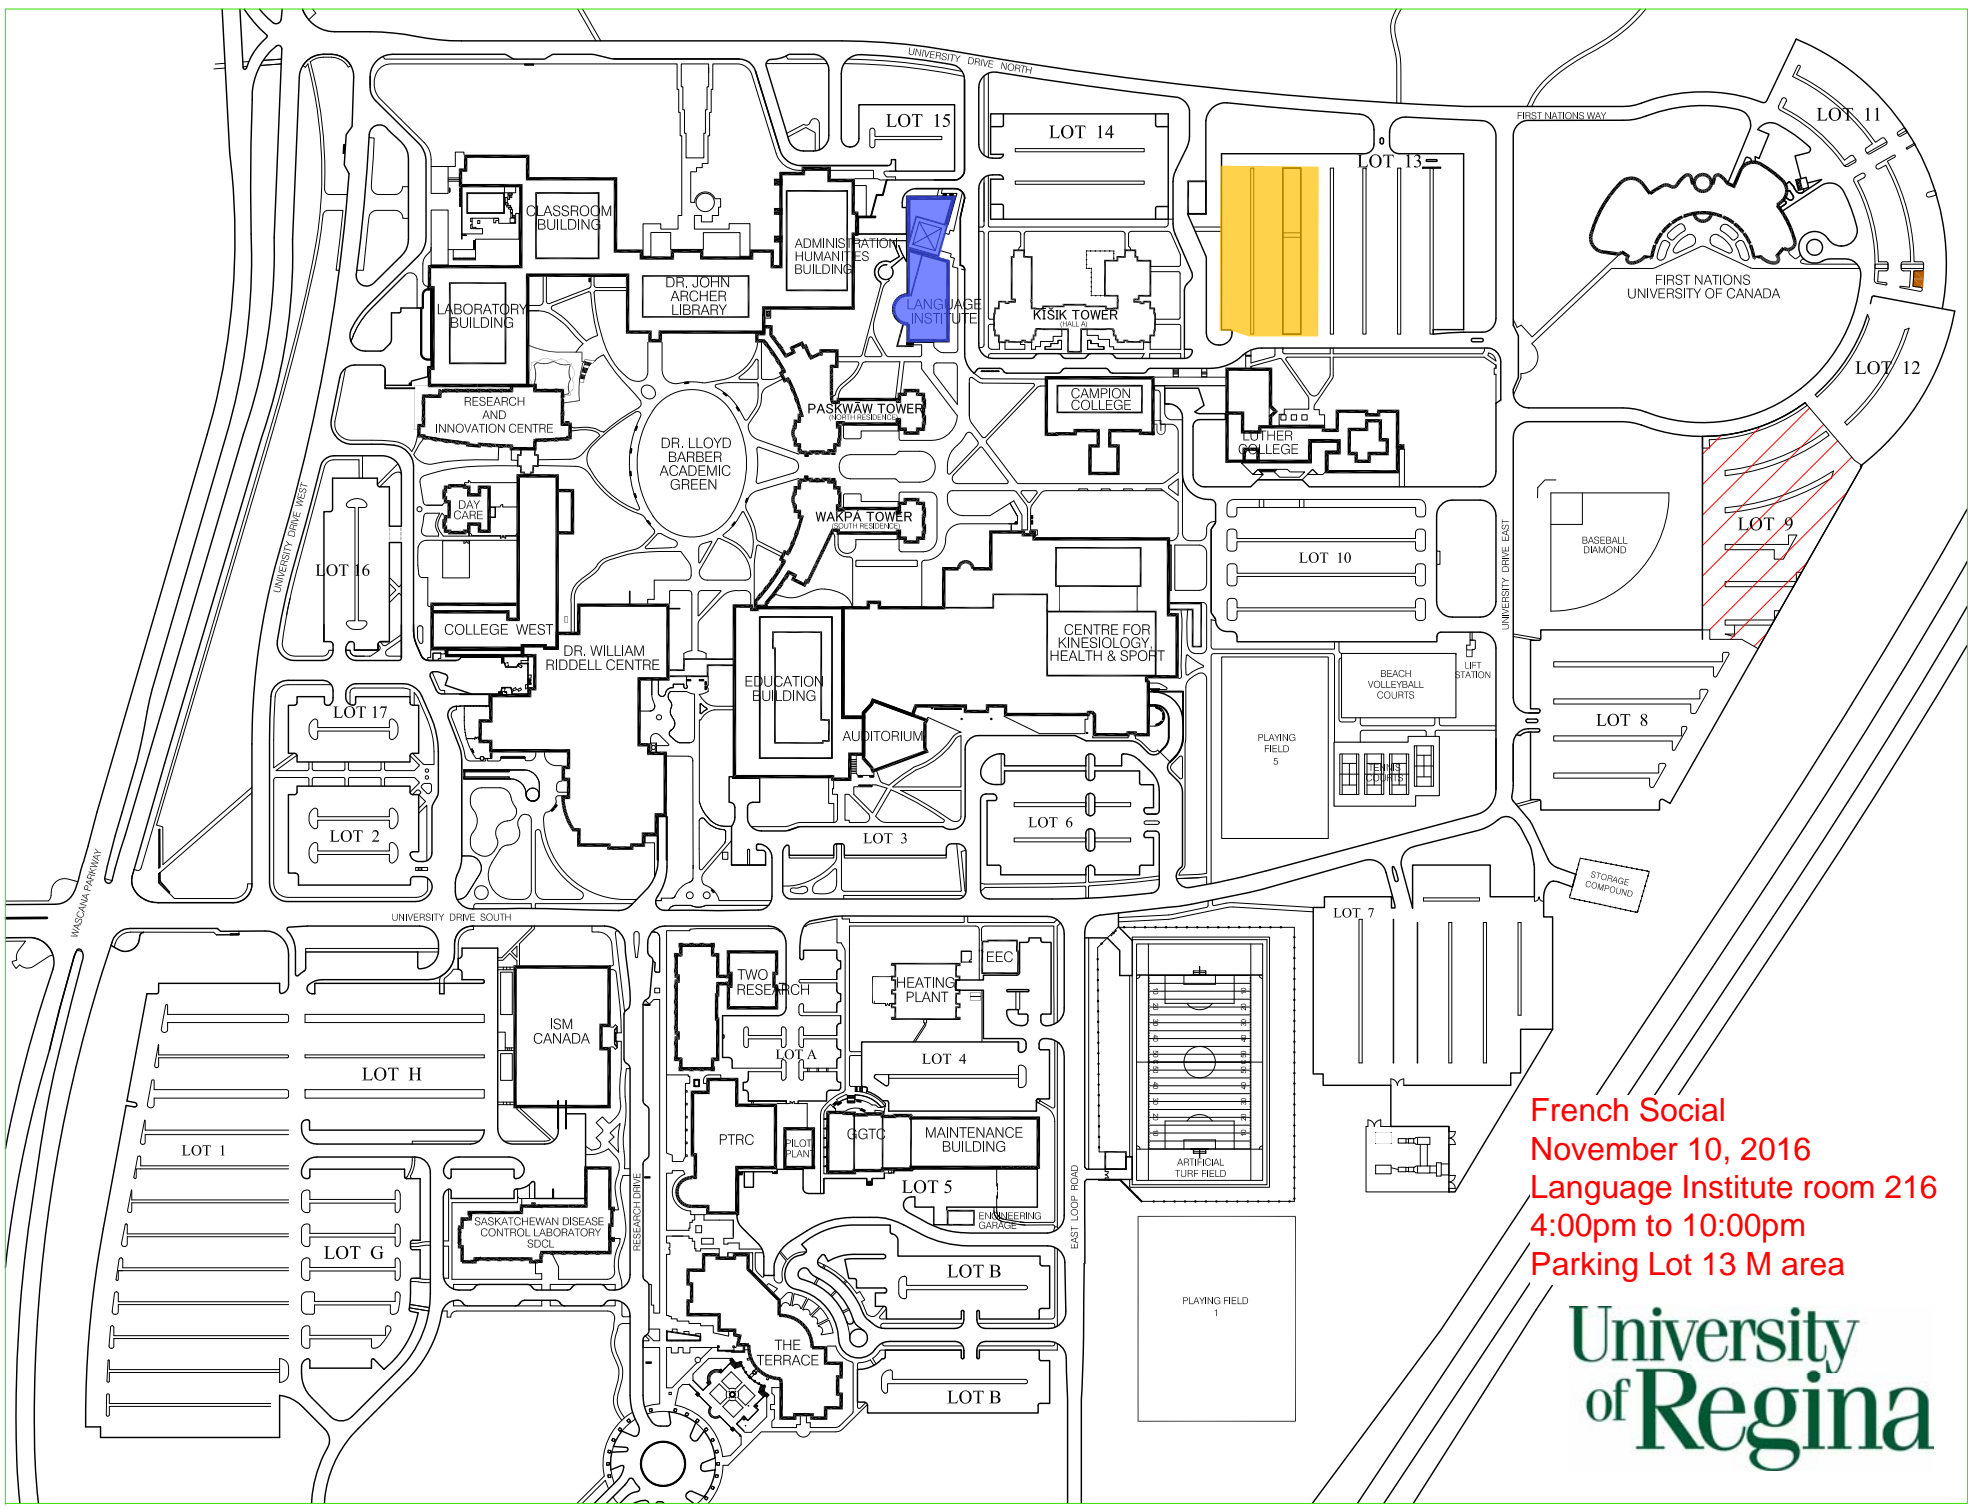 UNIVERSITY DRIVE NORTH
FIRST NATIONS WAY
LOT 11
LOT 15
LOT 14
LOT 13
CLASSROOM
BUILDING
ADMINISTRATION
HUMANITIES
BUILDING
DR. JOHN
ARCHER
LIBRARY
LABORATORY
BUILDING
LANGUAGE
INSTITUTE
KĪSIK TOWER
(HALL A)
FIRST NATIONS
UNIVERSITY OF CANADA
LOT 12
RESEARCH
AND
INNOVATION CENTRE
PASKWĀW TOWER
(NORTH RESIDENCE)
CAMPION
COLLEGE
LUTHER
COLLEGE
DR. LLOYD
BARBER
ACADEMIC
GREEN
DAY
CARE
WAKPÁ TOWER
(SOUTH RESIDENCE)
UNIVERSITY DRIVE WEST
LOT 16
LOT 10
UNIVERSITY DRIVE EAST
BASEBALL
DIAMOND
LOT 9
COLLEGE WEST
DR. WILLIAM
RIDDELL CENTRE
CENTRE FOR
KINESIOLOGY,
HEALTH & SPORT
EDUCATION
BUILDING
AUDITORIUM
BEACH
VOLLEYBALL
COURTS
LIFT
STATION
LOT 17
LOT 8
PLAYING
FIELD
5
TENNIS
COURTS
LOT 2
LOT 3
LOT 6
WASCANA PARKWAY
STORAGE
COMPOUND
UNIVERSITY DRIVE SOUTH
LOT 7
TWO
RESEARCH
HEATING
PLANT
EEC
ISM
CANADA
LOT A
LOT 4
LOT H
PTRC
PILOT
PLANT
GGTC
MAINTENANCE
BUILDING
LOT 1
LOT 5
ENGINEERING
GARAGE
ARTIFICIAL
TURF FIELD
RESEARCH DRIVE
EAST LOOP ROAD
SASKATCHEWAN DISEASE
CONTROL LABORATORY
SDCL
LOT G
LOT B
THE
TERRACE
LOT B
PLAYING FIELD
1
French Social
November 10, 2016
Language Institute room 216
4:00pm to 10:00pm
Parking Lot 13 M area
University
of Regina